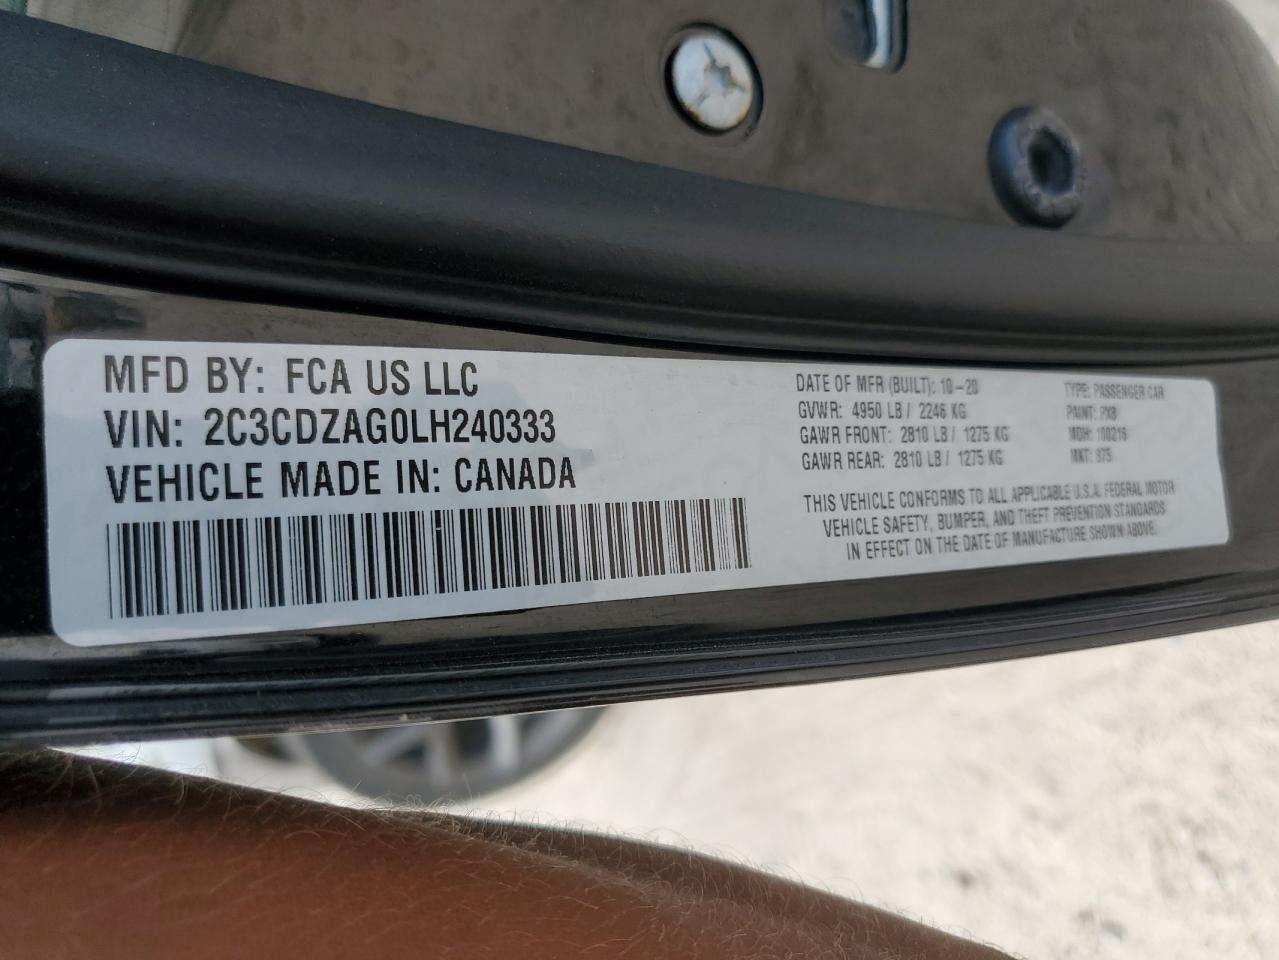 MFD BY: FCA US LLC
VIN: 2C3CDZAG0LH240333
VEHICLE MADE IN: CANADA
DATE OF MFR (BUILT): 10-20
GVWR: 4950 LB / 2246 KG
GAWR FRONT: 2810 LB / 1275 KG
GAWR REAR: 2810 LB / 1275 KG
TYPE: PASSENGER CAR
PAINT: PX8
MDH: 100216
MKT: 975
THIS VEHICLE CONFORMS TO ALL APPLICABLE U.S.A. FEDERAL MOTOR
VEHICLE SAFETY, BUMPER, AND THEFT PREVENTION STANDARDS
IN EFFECT ON THE DATE OF MANUFACTURE SHOWN ABOVE.